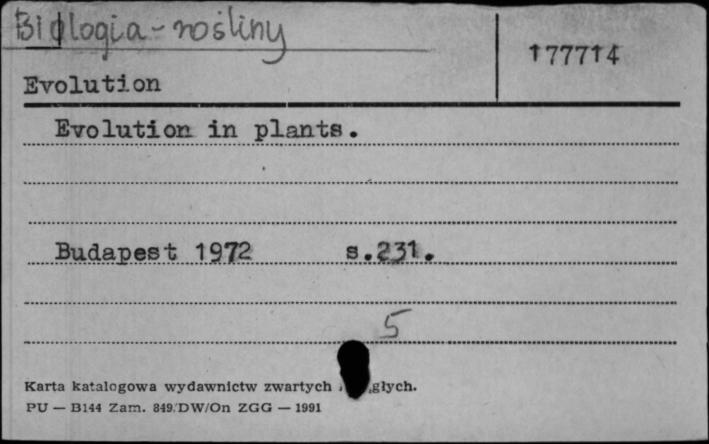 Biologia - rośliny
177714
Evolution
Evolution in plants.
Budapest 1972 s.231.
5
Karta katalogowa wydawnictw zwartych głych.
PU — B144 Zam. 849/DW/On ZGG — 1991